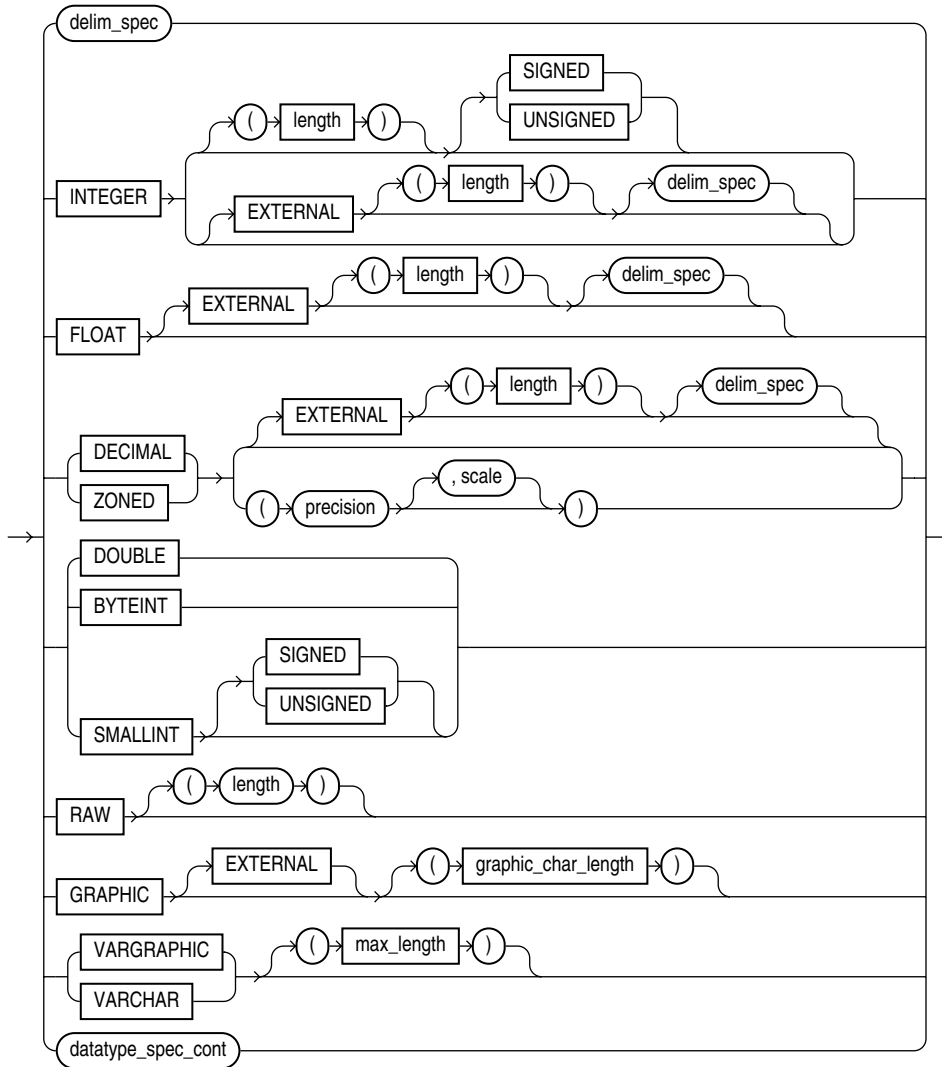 delim_spec
SIGNED
( length )
UNSIGNED
( length ) delim_spec
INTEGER
EXTERNAL
( length ) delim_spec
EXTERNAL
FLOAT
( length ) delim_spec
EXTERNAL
DECIMAL
, scale
ZONED
( precision )
DOUBLE
BYTEINT
SIGNED
UNSIGNED
SMALLINT
( length )
RAW
EXTERNAL ( graphic_char_length )
GRAPHIC
VARGRAPHIC ( max_length )
VARCHAR
datatype_spec_cont